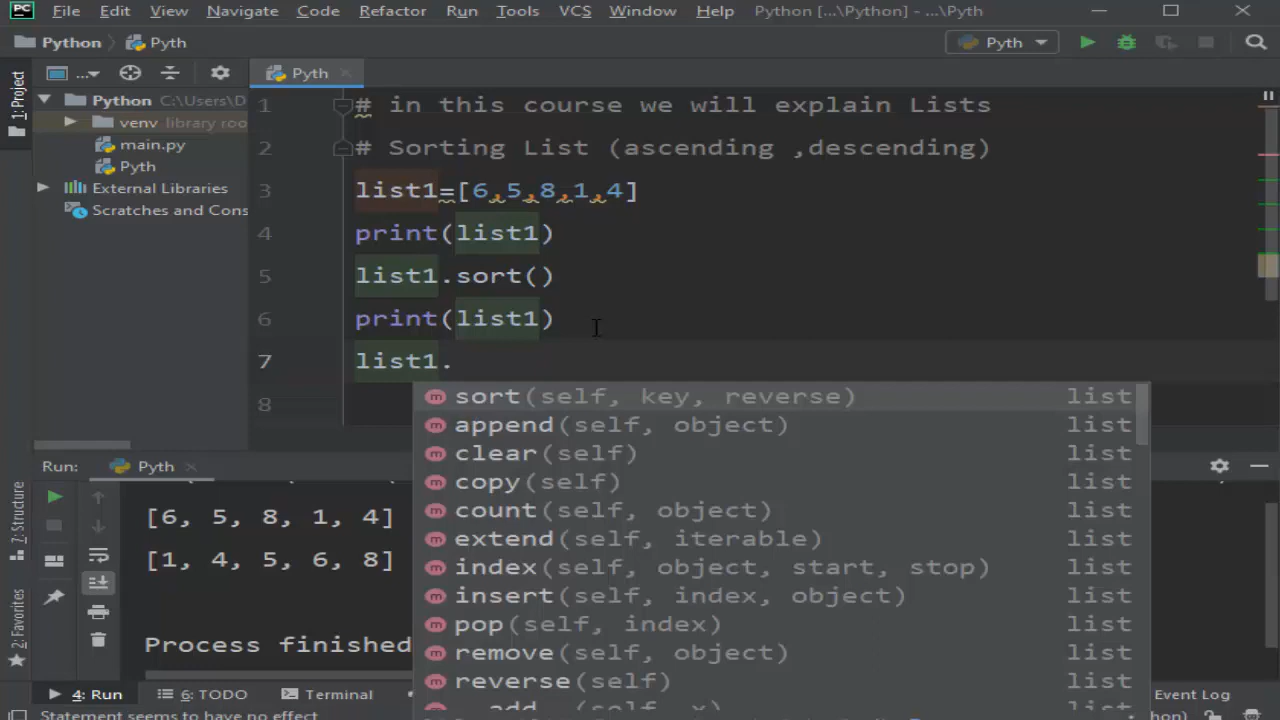 PC File Edit View Navigate Code Refactor Run Tools VCS Window Help Python [...\Python] - ...\Pyth
Python Pyth Pyth
1: Project
... Pyth
Python C:\Users\D
venv library roo
main.py
Pyth
External Libraries
Scratches and Cons
1 # in this course we will explain Lists
2 # Sorting List (ascending ,descending)
3 list1=[6,5,8,1,4]
4 print(list1)
5 list1.sort()
6 print(list1)
7 list1.
8
sort(self, key, reverse) list
append(self, object) list
clear(self) list
copy(self) list
count(self, object) list
extend(self, iterable) list
index(self, object, start, stop) list
insert(self, index, object) list
pop(self, index) list
remove(self, object) list
reverse(self) list
Run: Pyth
[6, 5, 8, 1, 4]
[1, 4, 5, 6, 8]
Process finished
7: Structure
2: Favorites
4: Run 6: TODO Terminal Event Log
Statement seems to have no effect